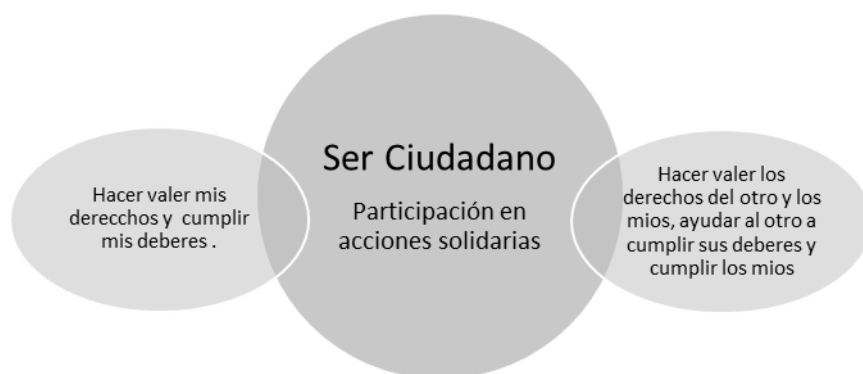 Hacer valer mis
derecchos y cumplir
mis deberes .
Ser Ciudadano
Participación en
acciones solidarias
Hacer valer los
derechos del otro y los
mios, ayudar al otro a
cumplir sus deberes y
cumplir los mios